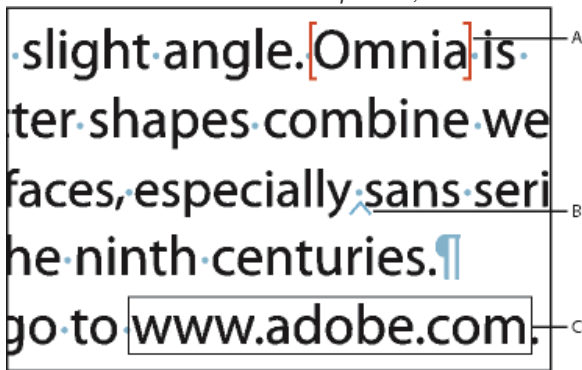 slight angle. [Omnia] is
A
ter shapes combine we
faces, especially sans seri
B
he ninth centuries.¶
go to www.adobe.com.
C